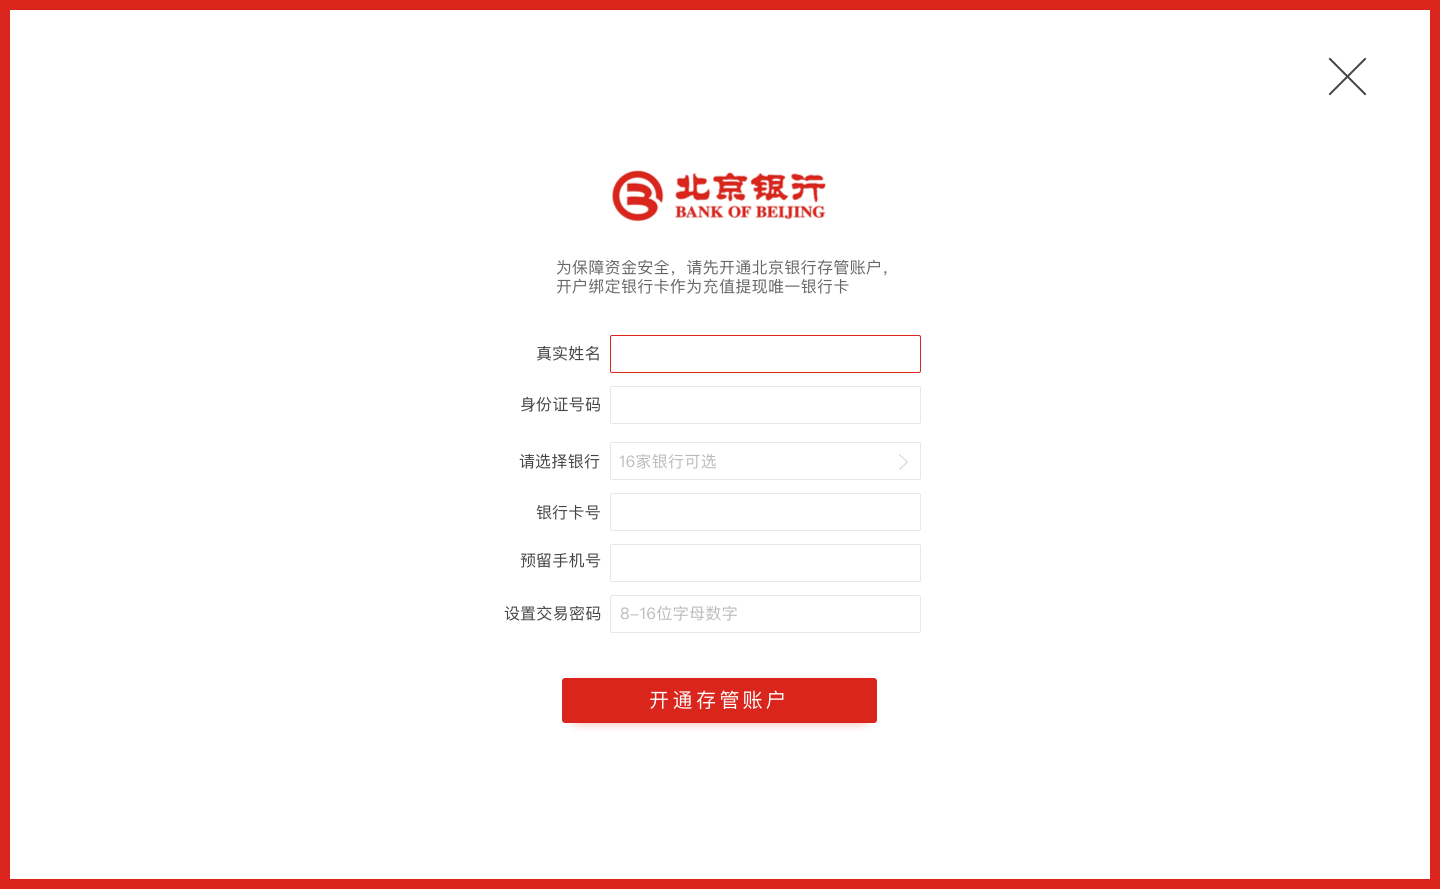 北京银行
BANK OF BEIJING
为保障资金安全，请先开通北京银行存管账户，
开户绑定银行卡作为充值提现唯一银行卡
真实姓名
身份证号码
请选择银行 16家银行可选
银行卡号
预留手机号
设置交易密码 8-16位字母数字
开通存管账户